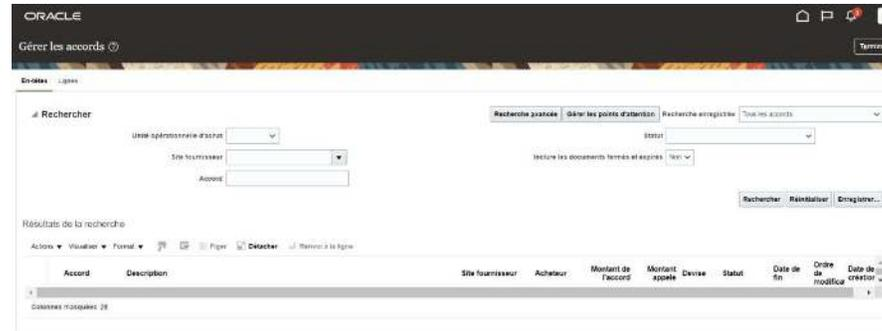 ORACLE
Gérer les accords
Termin
En-têtes Lignes
Rechercher
Recherche avancée Gérer les points d'attention Recherche enregistrée Tous les accords
Unité opérationnelle d'achat
Statut
Site fournisseur
Inclure les documents fermés et expirés Non
Accord
Rechercher Réinitialiser Enregistrer...
Résultats de la recherche
Actions Visualiser Format Figer Détacher Renvoi à la ligne
Accord Description Site fournisseur Acheteur Montant de l'accord Montant appelé Devise Statut Date de fin Ordre de modificat Date de création
Colonnes masquées 28